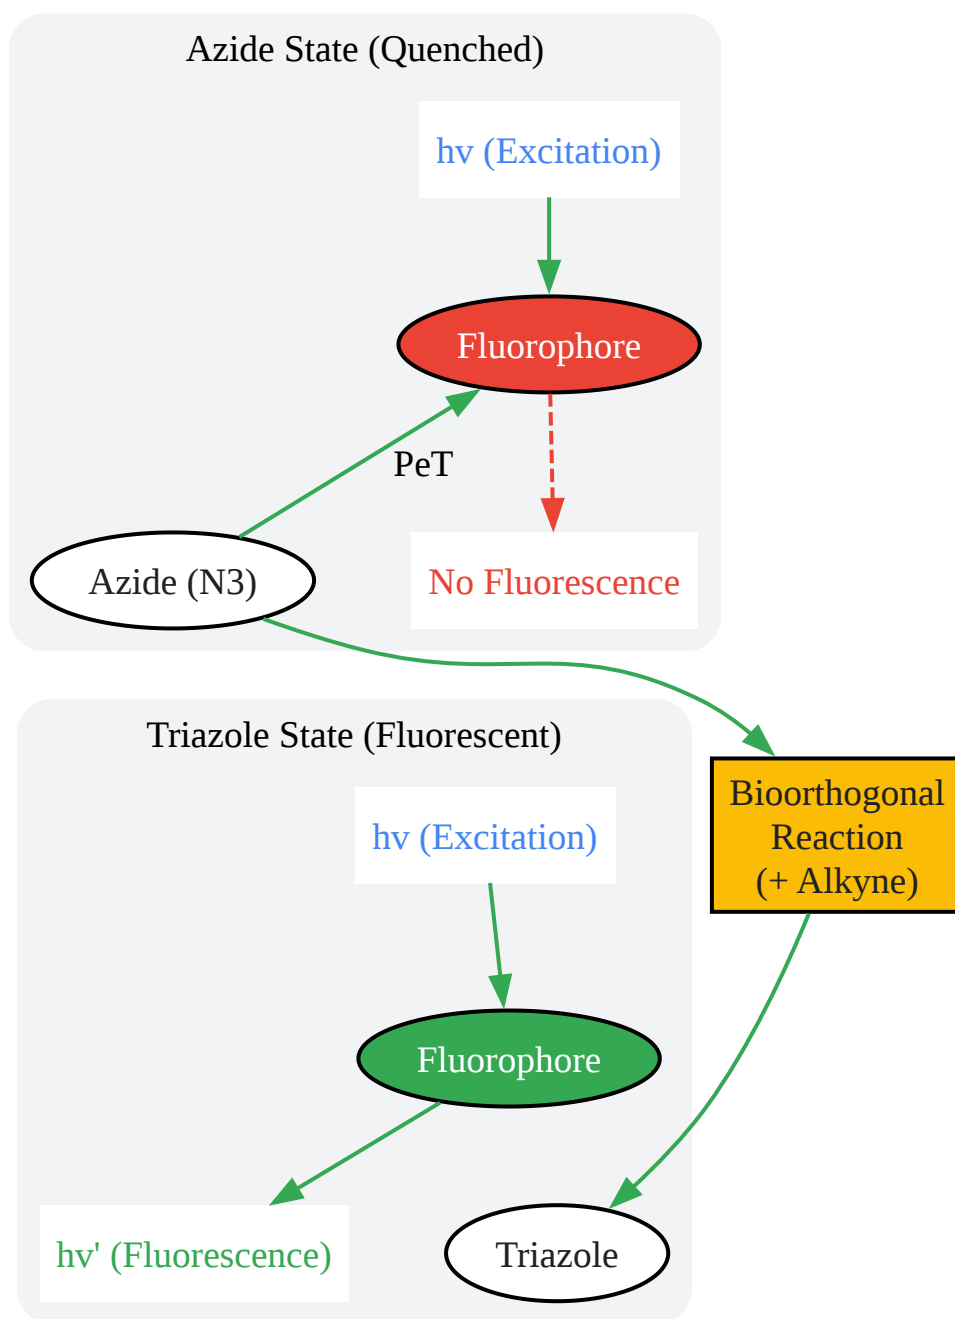 Azide State (Quenched)
hv (Excitation)
Fluorophore
PeT
Azide (N3)
No Fluorescence
Triazole State (Fluorescent)
hv (Excitation)
Bioorthogonal
Reaction
(+ Alkyne)
Fluorophore
hv' (Fluorescence)
Triazole